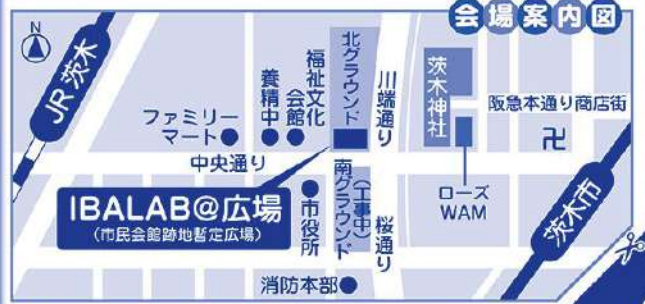 会場案内図
N
JR茨木
ファミリーマート
養精中
福祉文化会館
北グラウンド
川端通り
茨木神社
阪急本通り商店街
卍
中央通り
IBALAB@広場
(市民会館跡地暫定広場)
市役所
南グラウンド
(工事中)
桜通り
ローズ
WAM
茨木市
消防本部